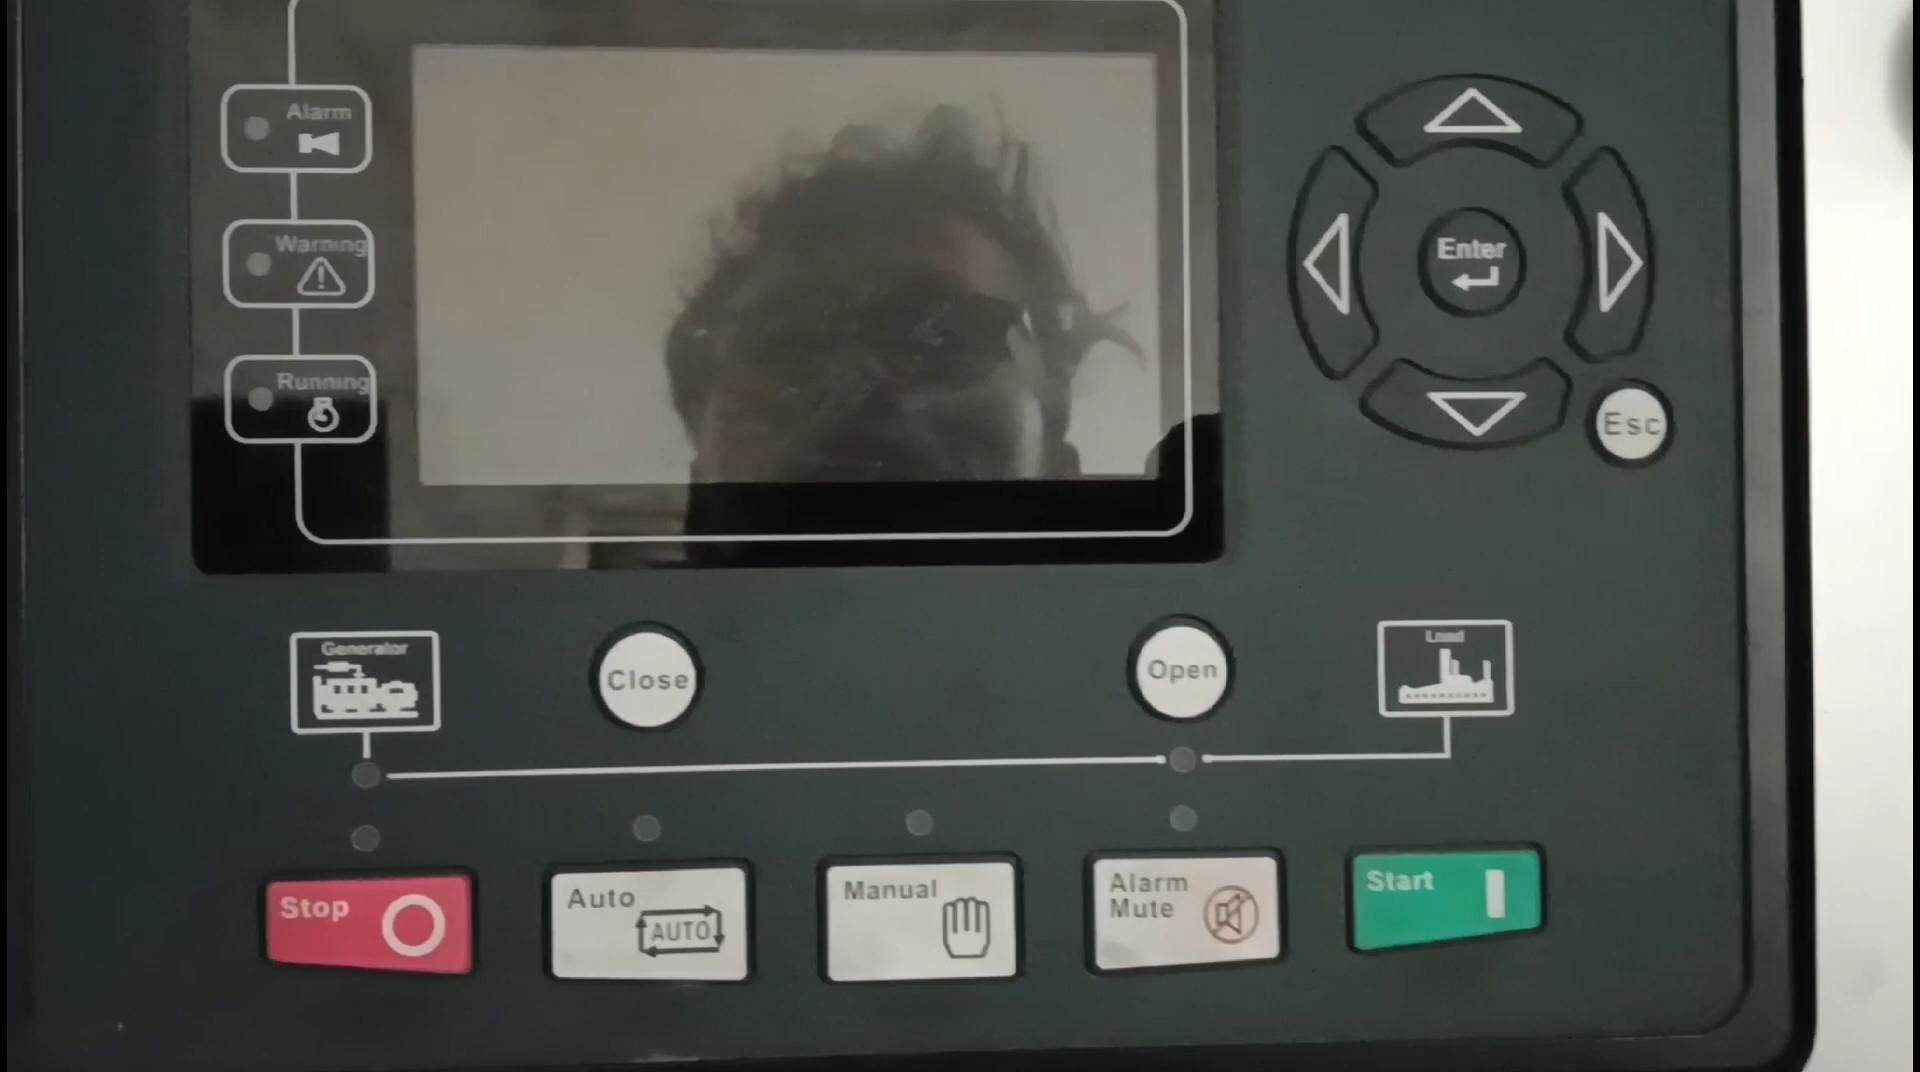 Alarm
Warning
Running
Enter
Esc
Generator
Close
Open
Load
Stop
Auto
AUTO
Manual
Alarm
Mute
Start